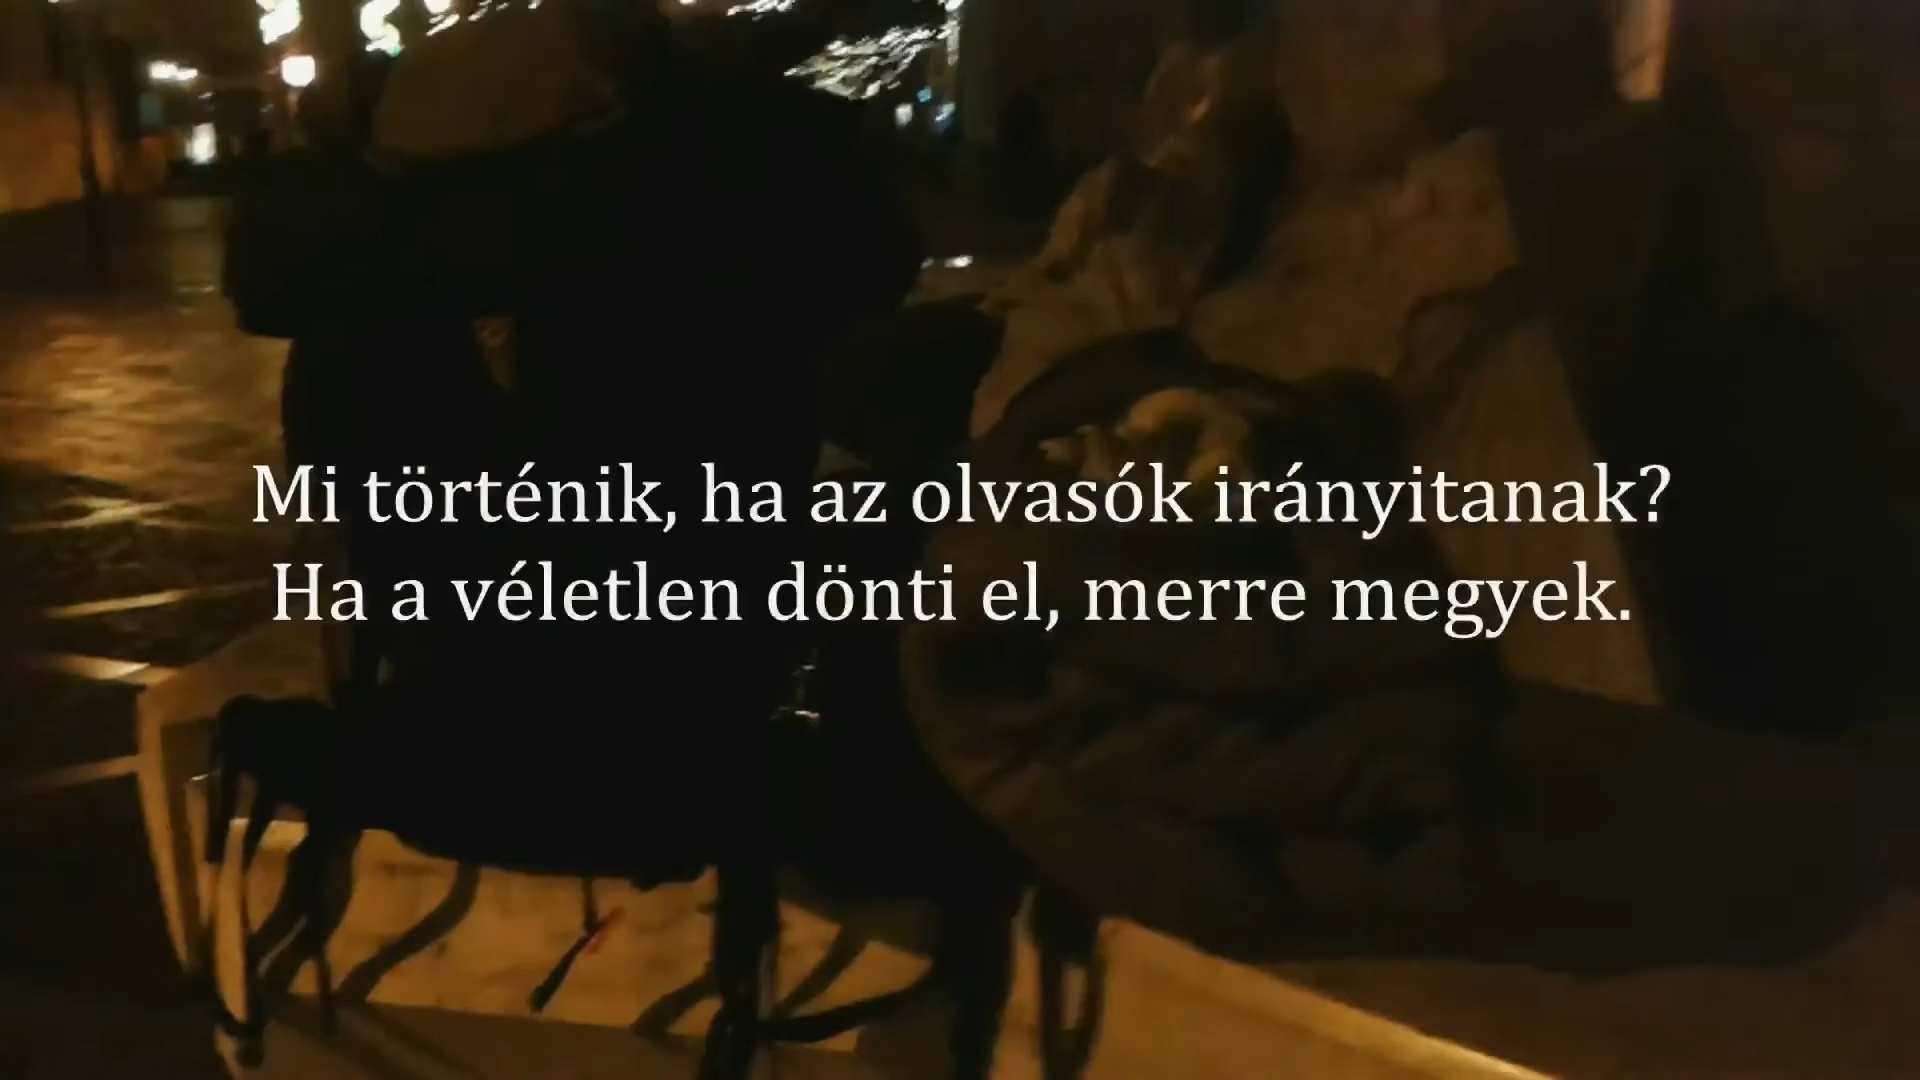 Mi történik, ha az olvasók irányitanak?
Ha a véletlen dönti el, merre megyek.